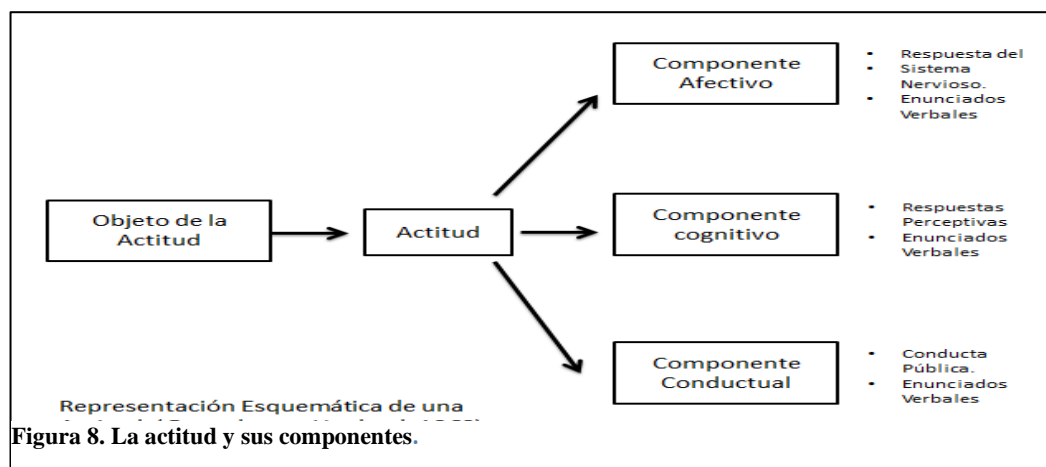 Objeto de la
Actitud
Actitud
Componente
Afectivo
• Respuesta del
• Sistema
Nervioso.
• Enunciados
Verbales
Componente
cognitivo
• Respuestas
Perceptivas
• Enunciados
Verbales
Componente
Conductual
• Conducta
Pública.
• Enunciados
Verbales
Representación Esquemática de una
Figura 8. La actitud y sus componentes.